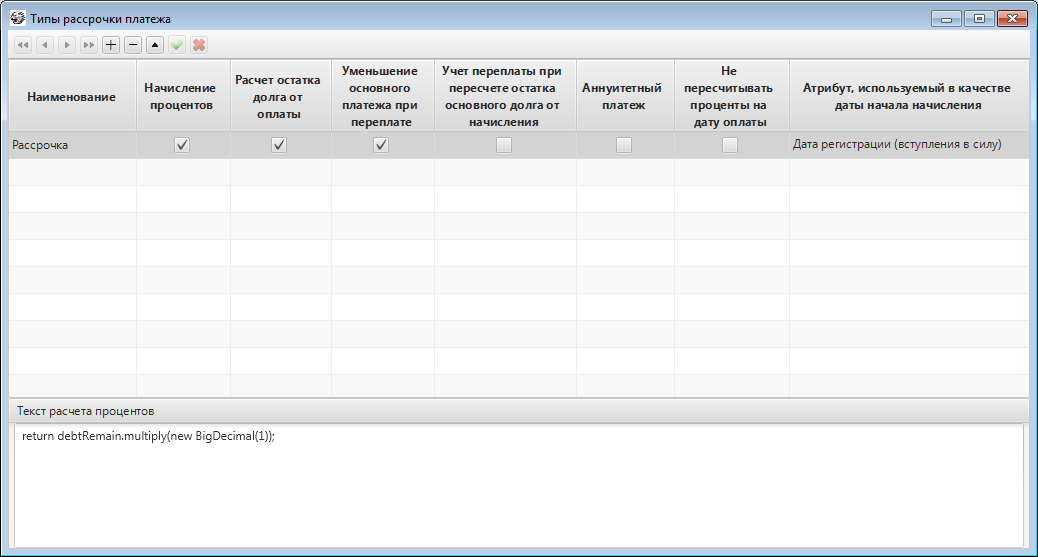 Типы рассрочки платежа
Наименование
Начисление
процентов
Расчет остатка
долга от
оплаты
Уменьшение
основного
платежа при
переплате
Учет переплаты при
пересчете остатка
основного долга от
начисления
Аннуитетный
платеж
Не
пересчитывать
проценты на
дату оплаты
Атрибут, используемый в качестве
даты начала начисления
Рассрочка
Дата регистрации (вступления в силу)
Текст расчета процентов
return debtRemain.multiply(new BigDecimal(1));